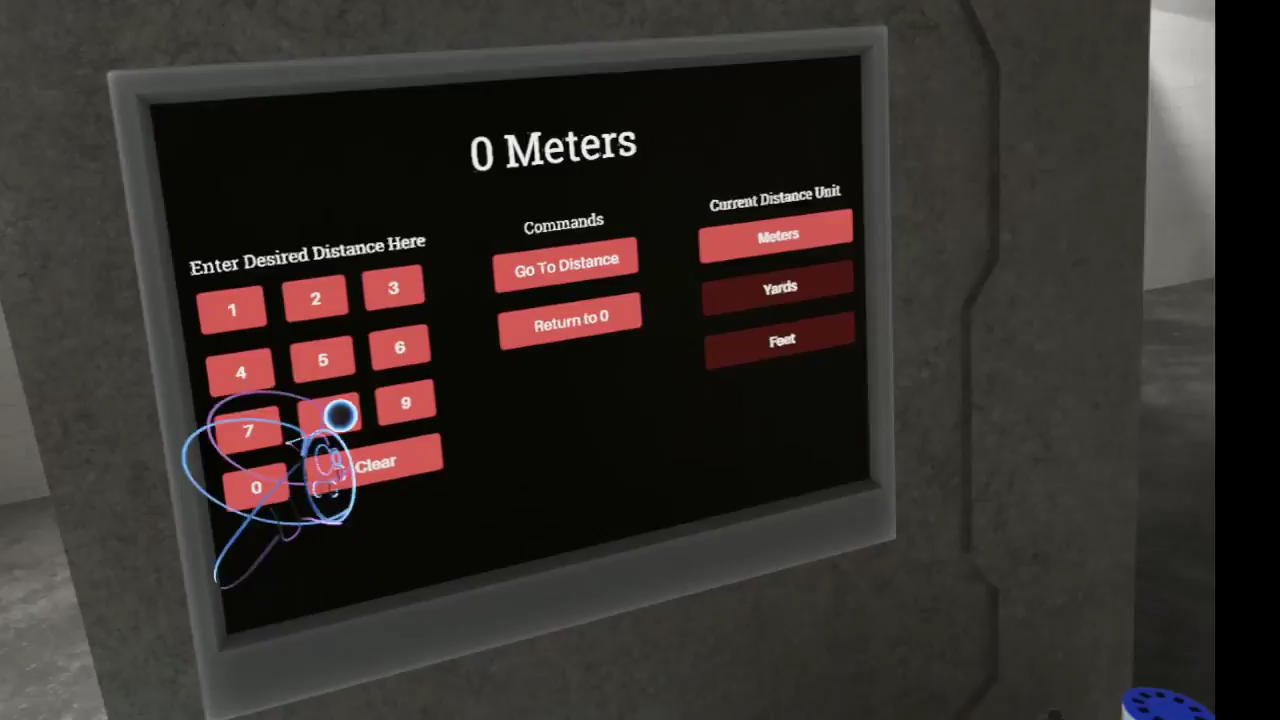 0 Meters
Enter Desired Distance Here
1 2 3
4 5 6
7 9
0 Clear
Commands
Go To Distance
Return to 0
Current Distance Unit
Meters
Yards
Feet